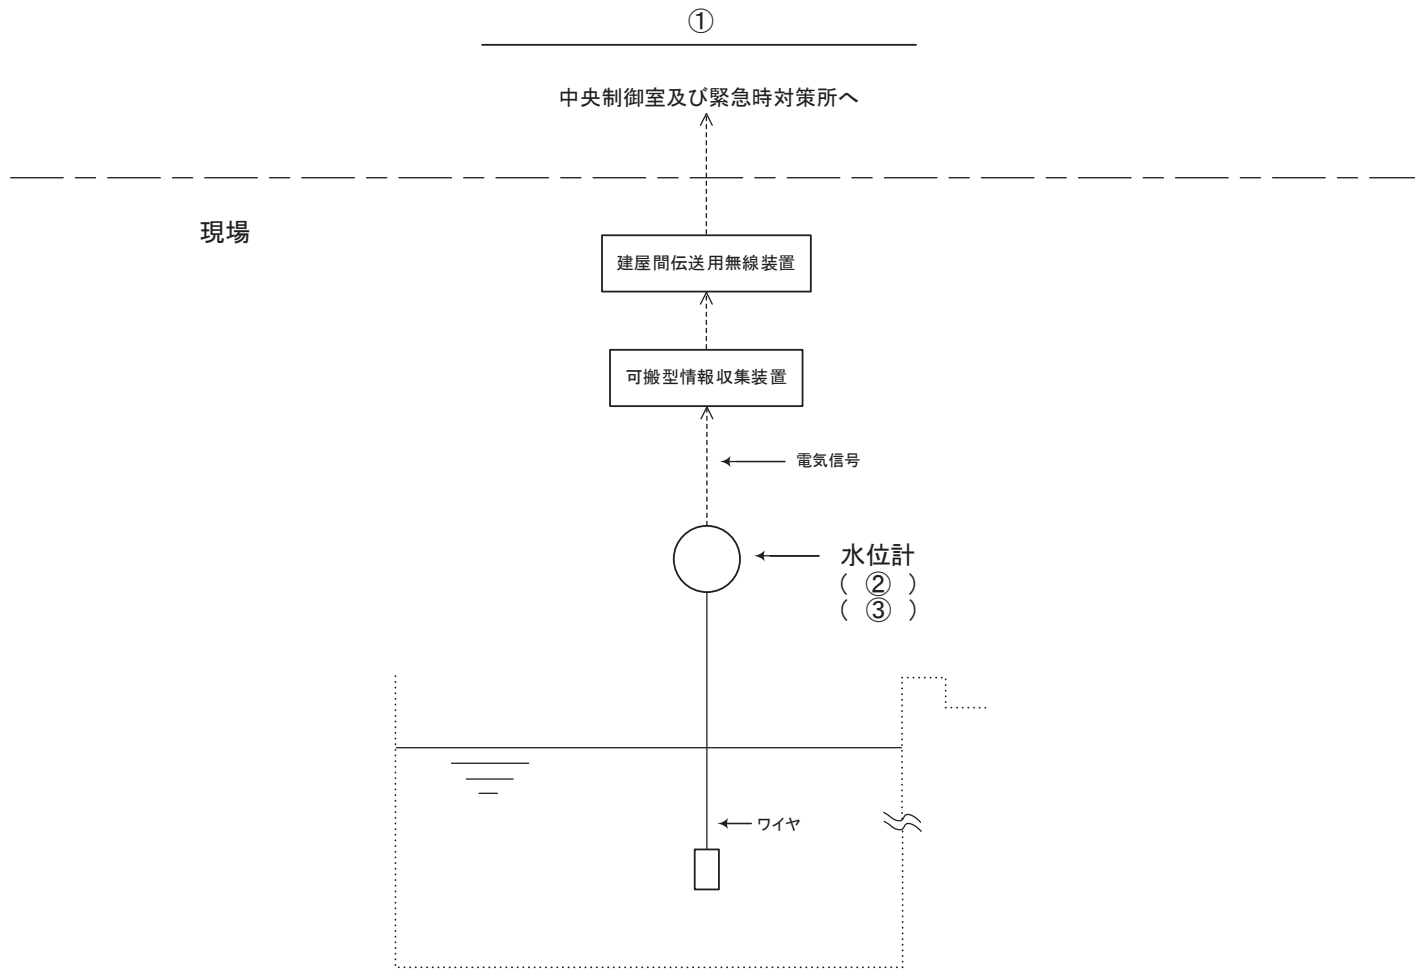 ①
中央制御室及び緊急時対策所へ
現場
建屋間伝送用無線装置
可搬型情報収集装置
電気信号
水位計
( ② )
( ③ )
ワイヤ